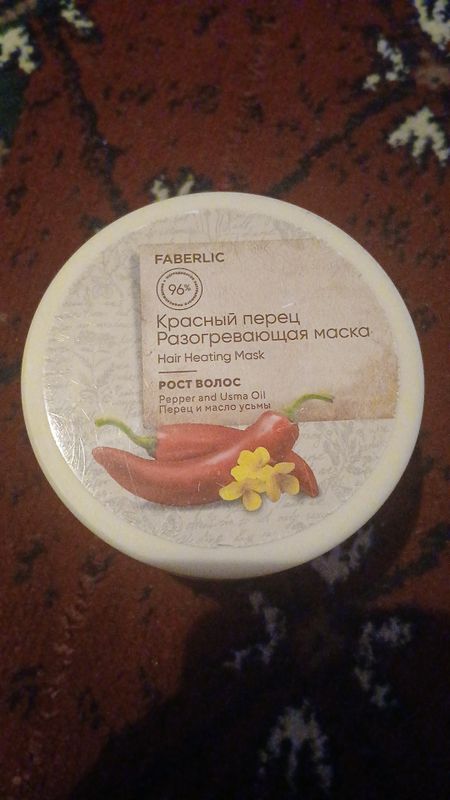 FABERLIC
96%
Красный перец
Разогревающая маска
Hair Heating Mask
РОСТ ВОЛОС
Pepper and Usma Oil
Перец и масло усьмы